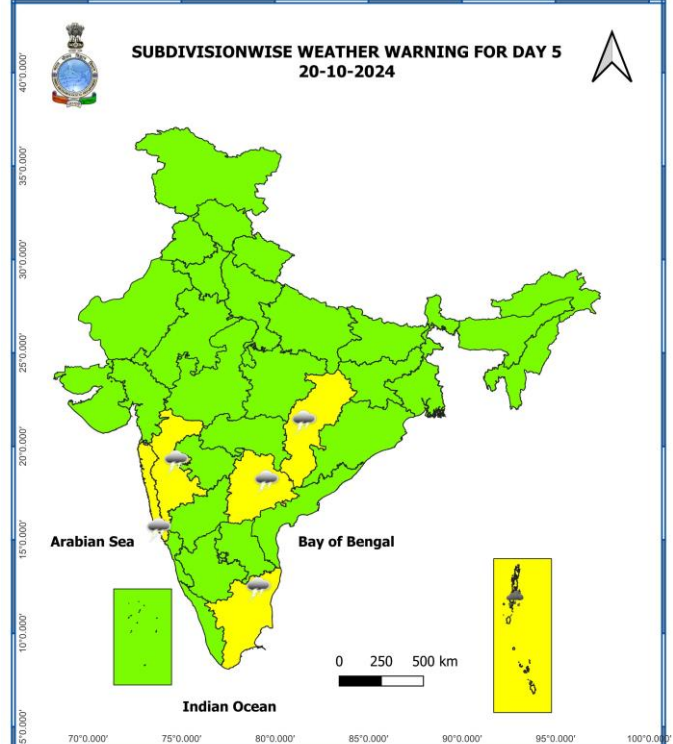 SUBDIVISIONWISE WEATHER WARNING FOR DAY 5
20-10-2024
40°0.000'
35°0.000'
30°0.000'
25°0.000'
20°0.000'
15°0.000'
10°0.000'
5°0.000'
Arabian Sea
Bay of Bengal
0 250 500 km
Indian Ocean
70°0.000' 75°0.000' 80°0.000' 85°0.000' 90°0.000' 95°0.000' 100°0.000'